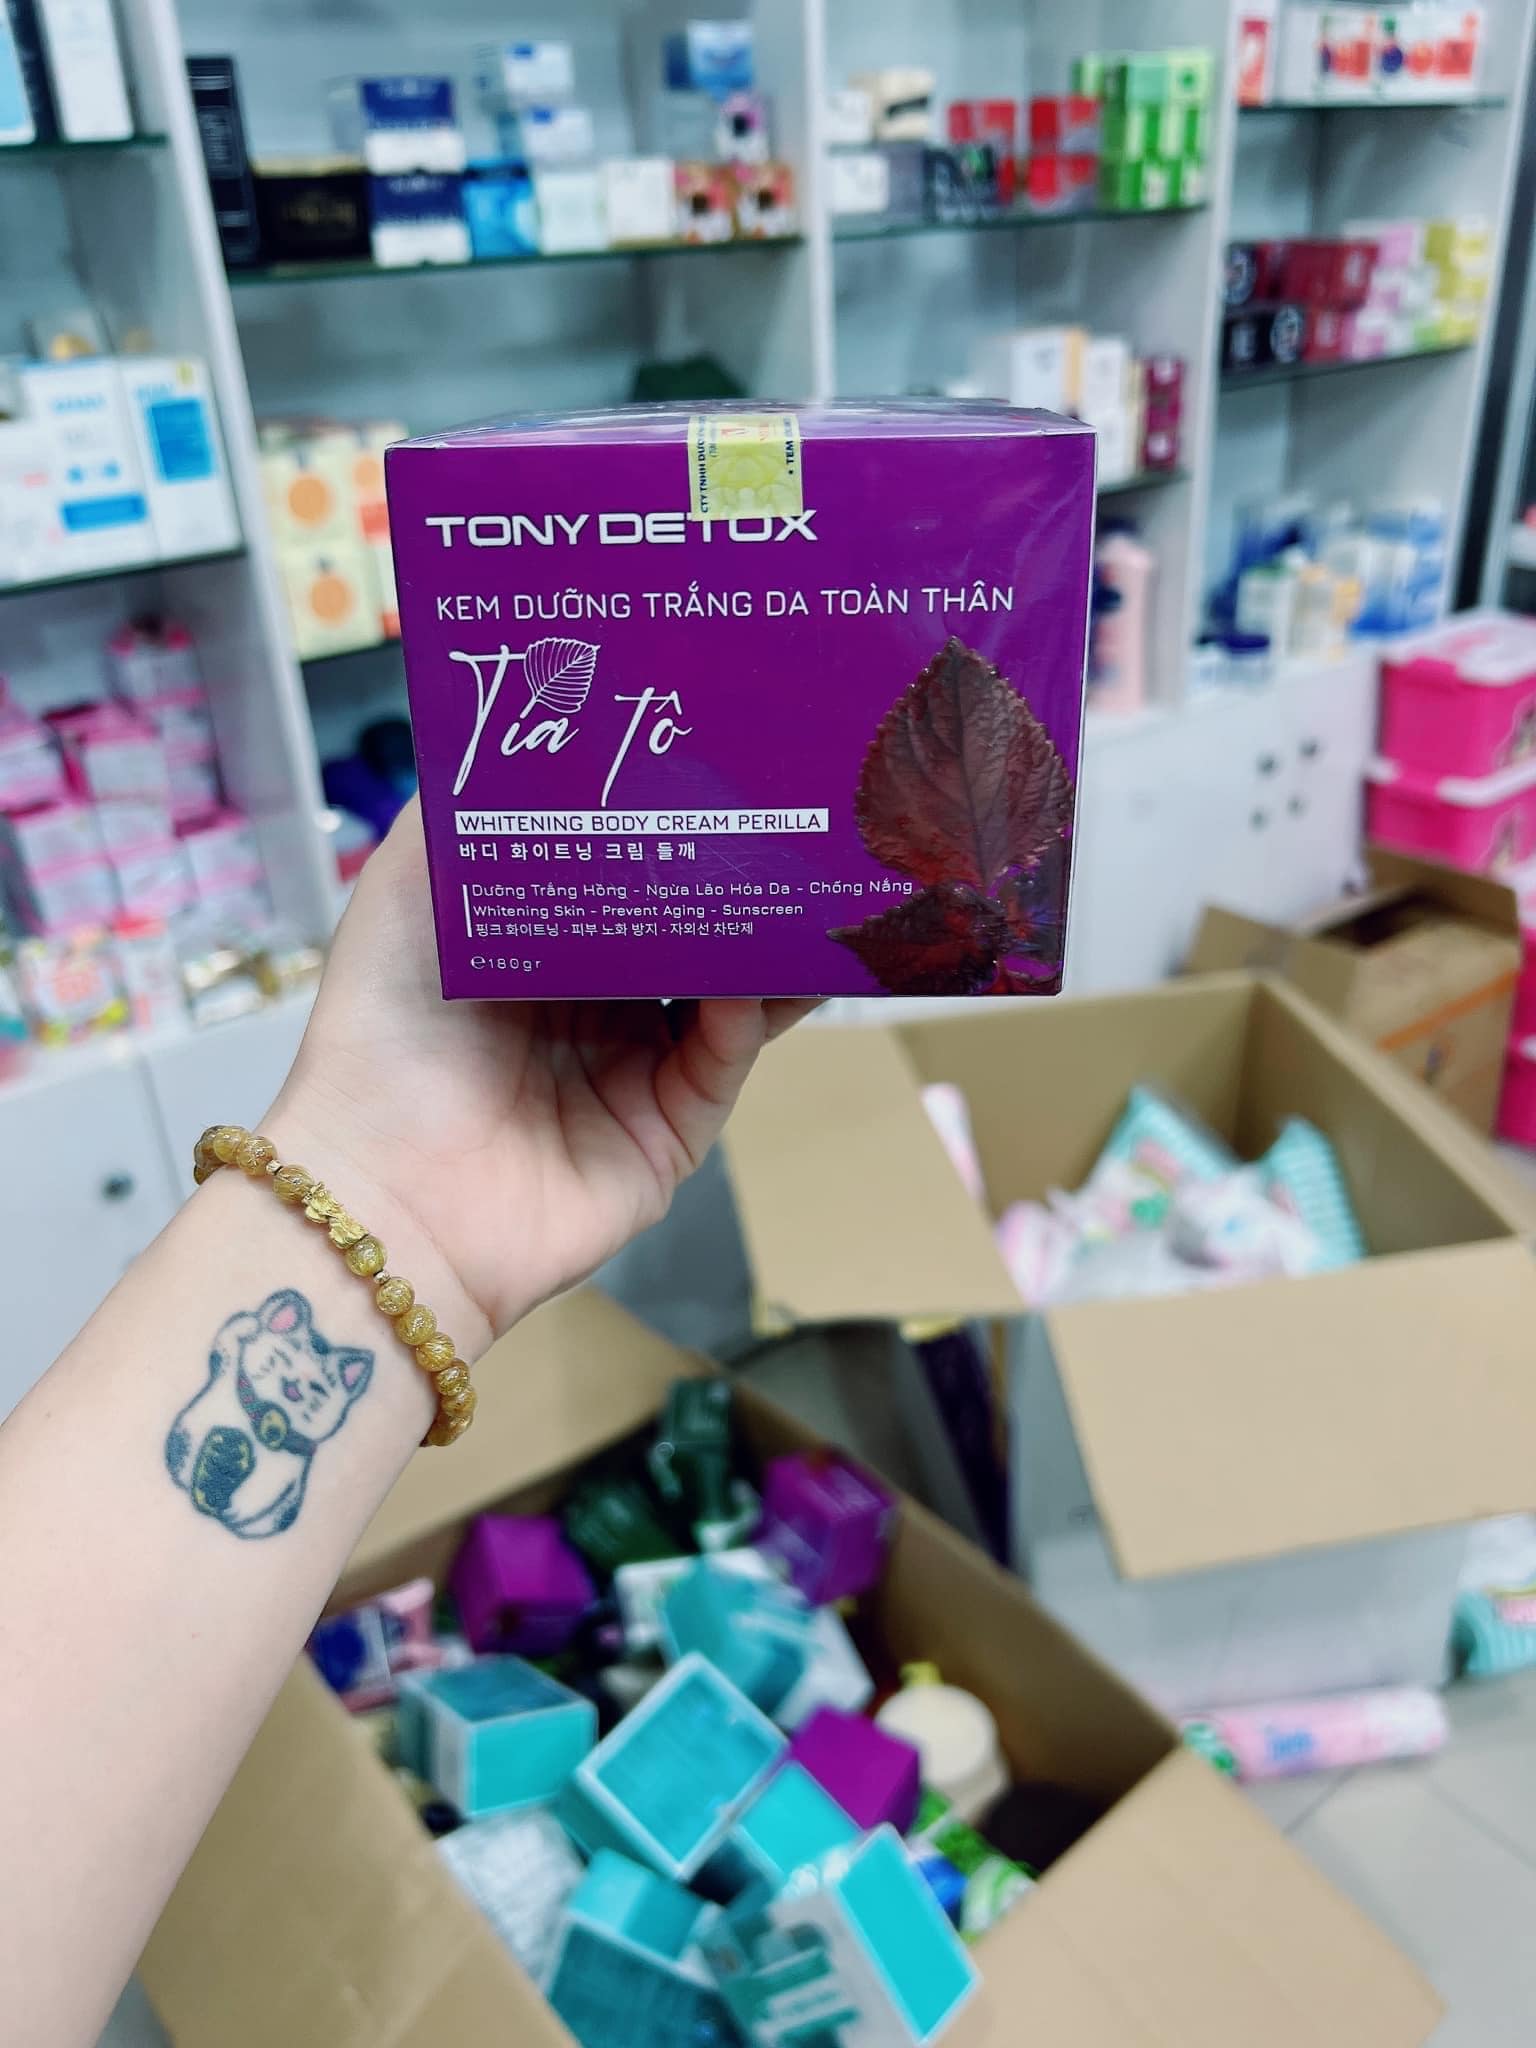 TONY DETOX
KEM DƯỠNG TRẮNG DA TOÀN THÂN
Tía Tô
WHITENING BODY CREAM PERILLA
바디 화이트닝 크림 들깨
Dưỡng Trắng Hồng - Ngừa Lão Hóa Da - Chống Nắng
Whitening Skin - Prevent Aging - Sunscreen
핑크 화이트닝 - 피부 노화 방지 - 자외선 차단제
℮180gr
CTY TNHH
TEM